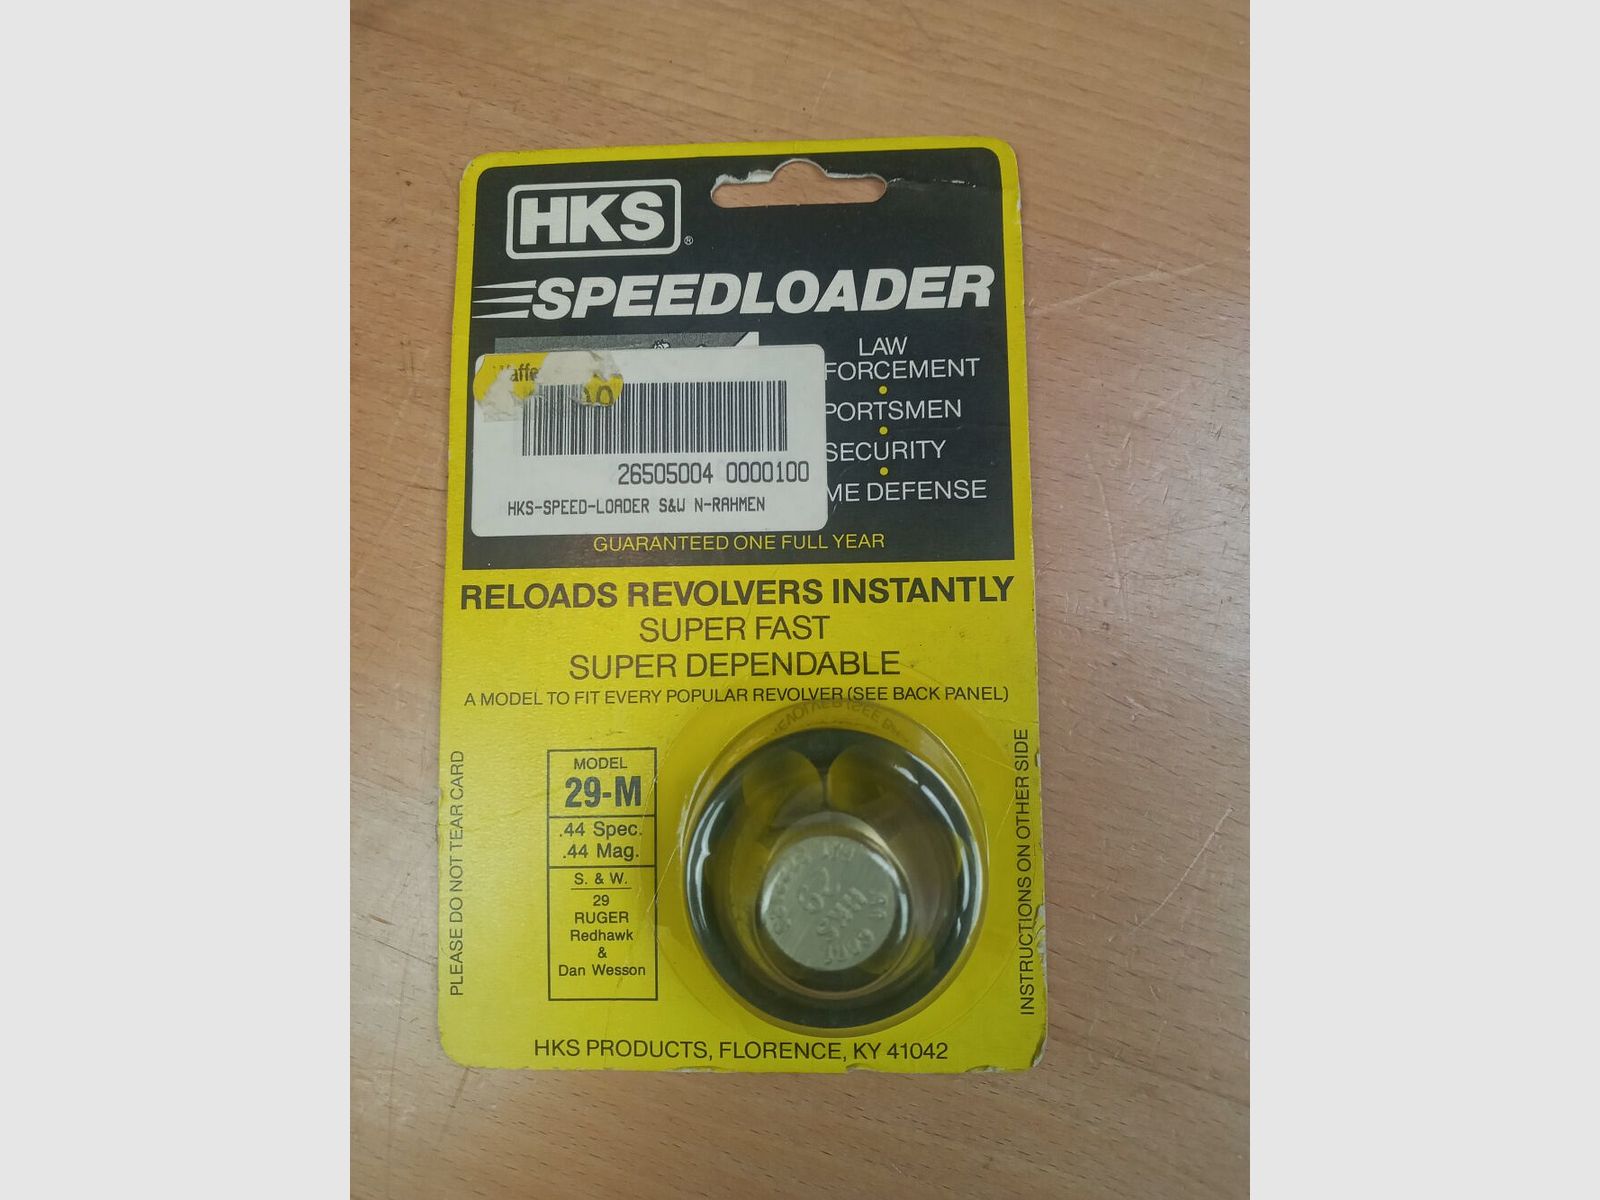 HKS®
SPEEDLOADER
LAW
FORCEMENT
PORTSMEN
SECURITY
ME DEFENSE
Waffe
26505004 0000100
HKS-SPEED-LOADER S&W N-RAHMEN
GUARANTEED ONE FULL YEAR
RELOADS REVOLVERS INSTANTLY
SUPER FAST
SUPER DEPENDABLE
A MODEL TO FIT EVERY POPULAR REVOLVER (SEE BACK PANEL)
PLEASE DO NOT TEAR CARD
MODEL
29-M
.44 Spec.
.44 Mag.
S. & W.
29
RUGER
Redhawk
&
Dan Wesson
HKS
INSTRUCTIONS ON OTHER SIDE
HKS PRODUCTS, FLORENCE, KY 41042